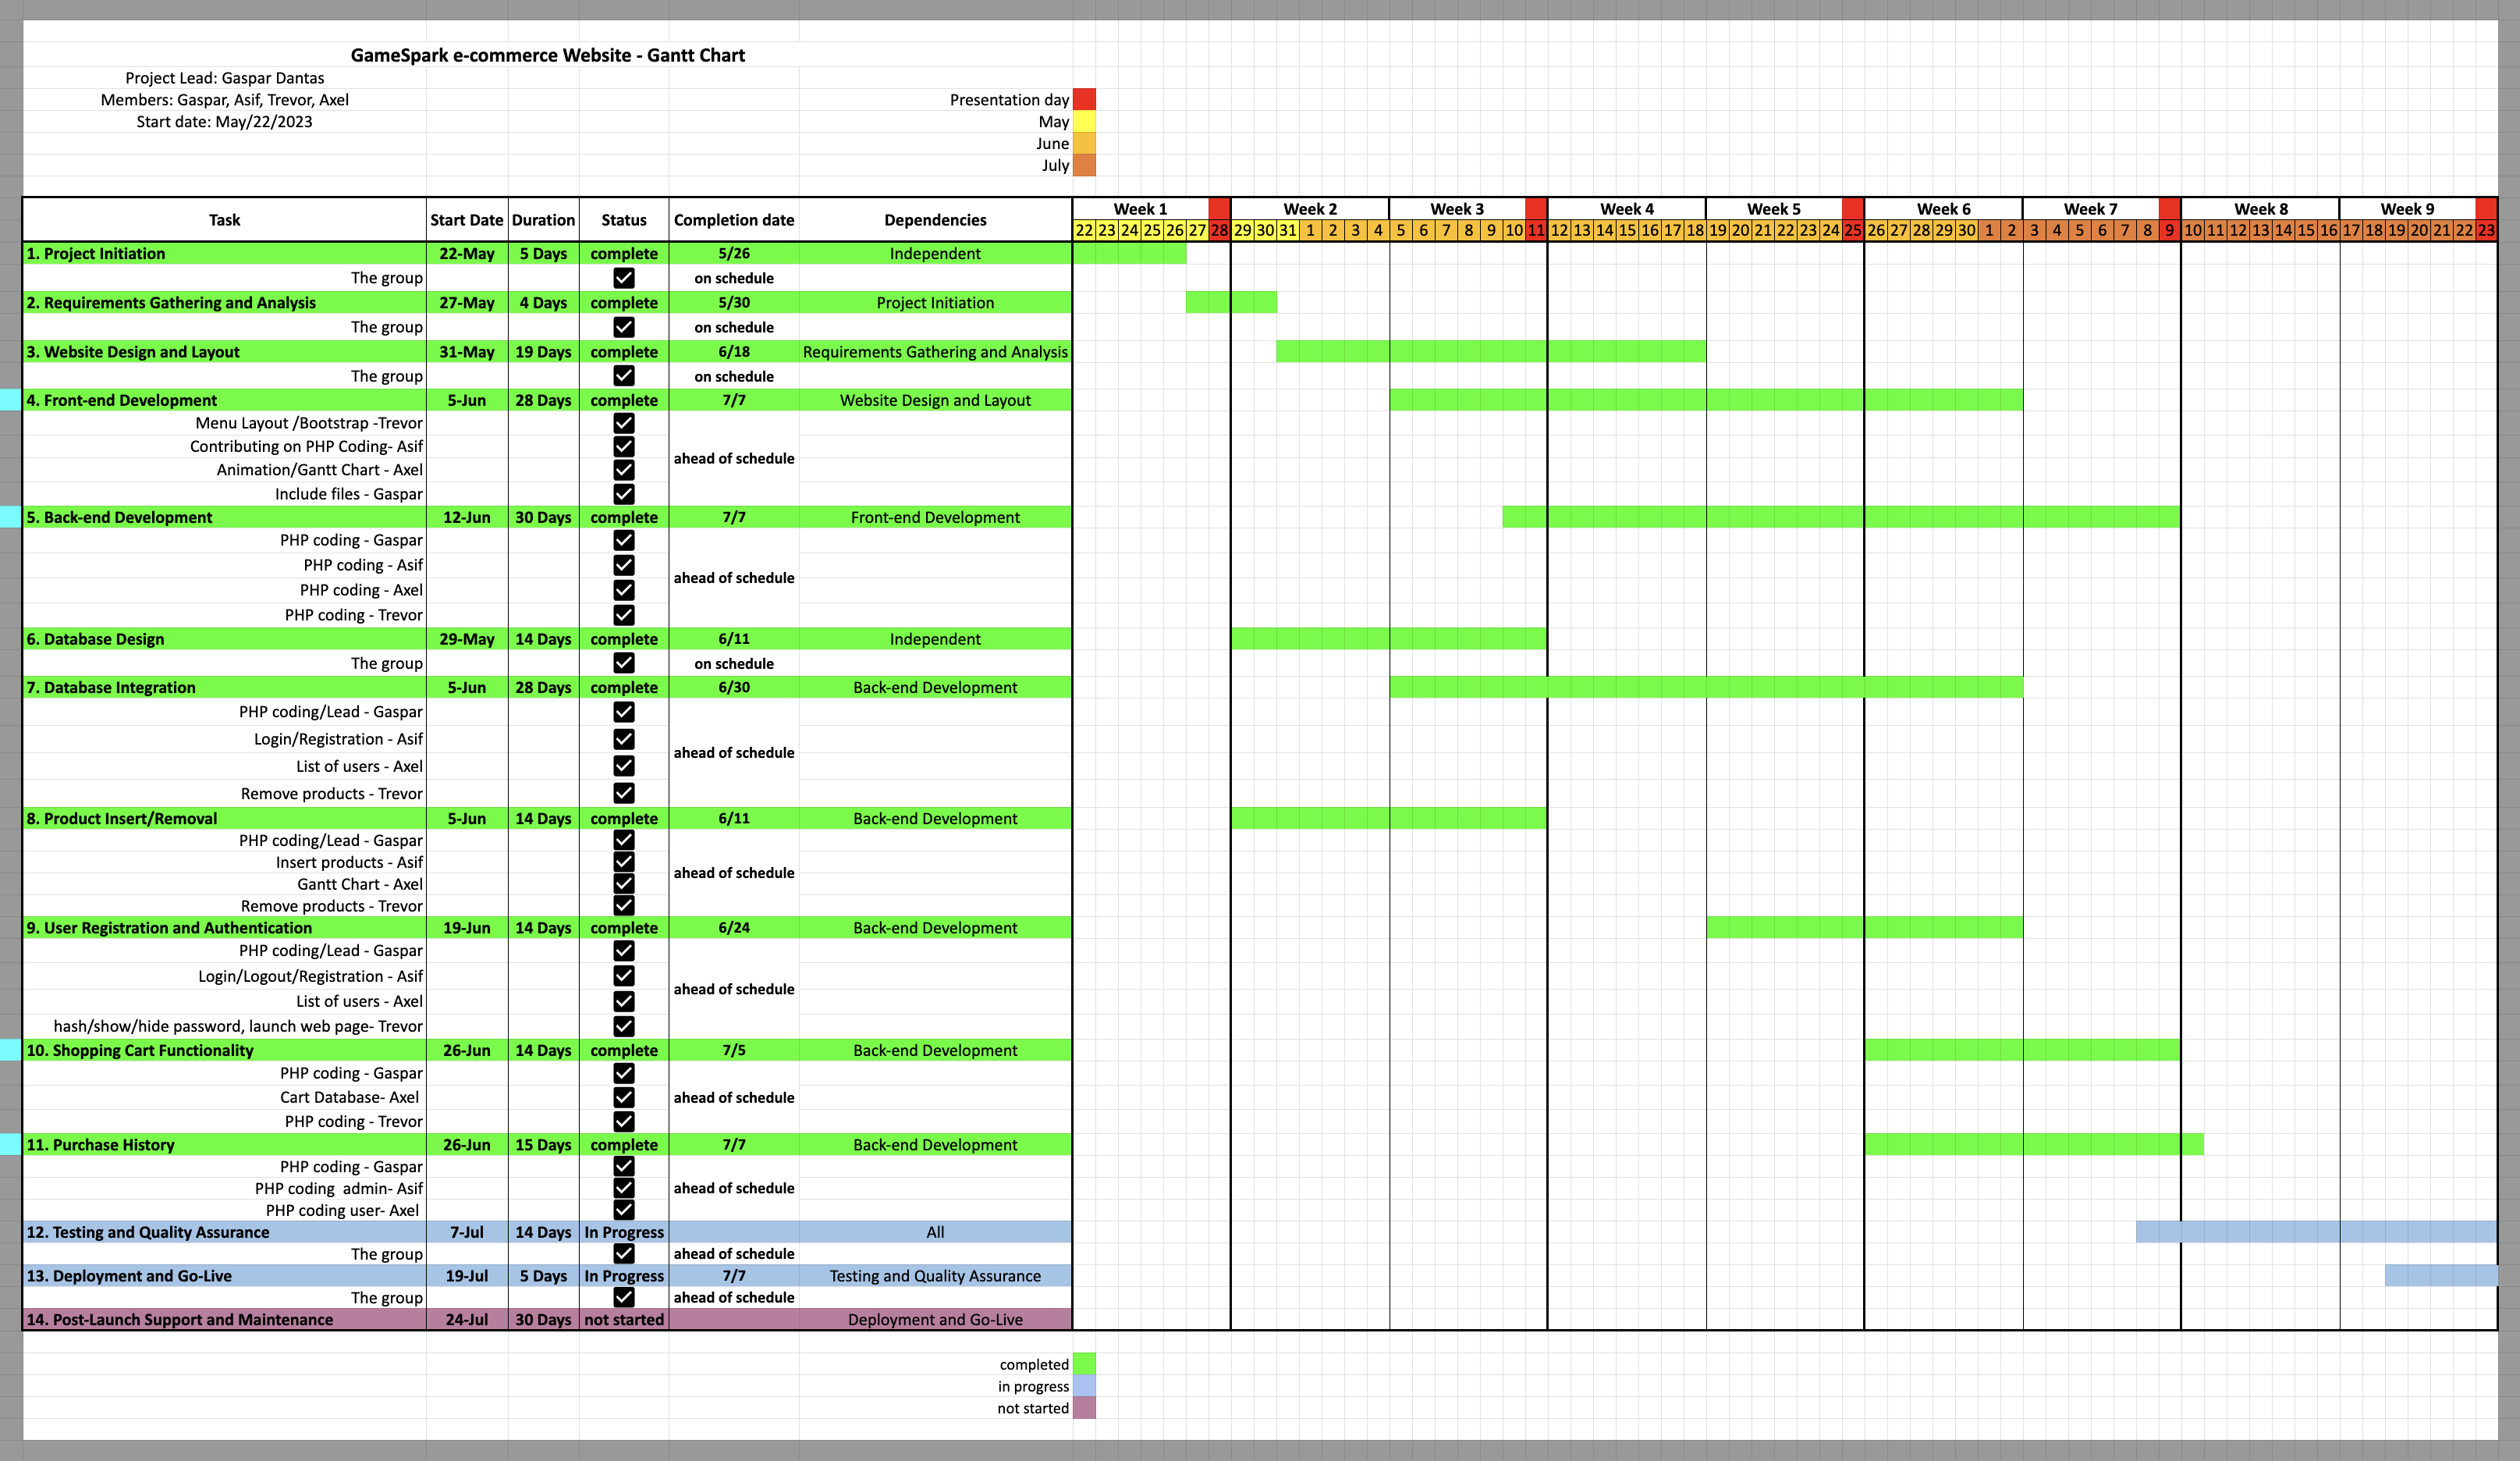 GameSpark e-commerce Website - Gantt Chart
Project Lead: Gaspar Dantas
Members: Gaspar, Asif, Trevor, Axel
Presentation day
Start date: May/22/2023
May
June
July
Task Start Date Duration Status Completion date Dependencies Week 1 Week 2 Week 3 Week 4 Week 5 Week 6 Week 7 Week 8 Week 9
22 23 24 25 26 27 28 29 30 31 1 2 3 4 5 6 7 8 9 10 11 12 13 14 15 16 17 18 19 20 21 22 23 24 25 26 27 28 29 30 1 2 3 4 5 6 7 8 9 10 11 12 13 14 15 16 17 18 19 20 21 22 23
1. Project Initiation 22-May 5 Days complete 5/26 Independent
The group on schedule
2. Requirements Gathering and Analysis 27-May 4 Days complete 5/30 Project Initiation
The group on schedule
3. Website Design and Layout 31-May 19 Days complete 6/18 Requirements Gathering and Analysis
The group on schedule
4. Front-end Development 5-Jun 28 Days complete 7/7 Website Design and Layout
Menu Layout /Bootstrap -Trevor
Contributing on PHP Coding- Asif
ahead of schedule
Animation/Gantt Chart - Axel
Include files - Gaspar
5. Back-end Development 12-Jun 30 Days complete 7/7 Front-end Development
PHP coding - Gaspar
PHP coding - Asif
ahead of schedule
PHP coding - Axel
PHP coding - Trevor
6. Database Design 29-May 14 Days complete 6/11 Independent
The group on schedule
7. Database Integration 5-Jun 28 Days complete 6/30 Back-end Development
PHP coding/Lead - Gaspar
Login/Registration - Asif
ahead of schedule
List of users - Axel
Remove products - Trevor
8. Product Insert/Removal 5-Jun 14 Days complete 6/11 Back-end Development
PHP coding/Lead - Gaspar
Insert products - Asif
ahead of schedule
Gantt Chart - Axel
Remove products - Trevor
9. User Registration and Authentication 19-Jun 14 Days complete 6/24 Back-end Development
PHP coding/Lead - Gaspar
Login/Logout/Registration - Asif
ahead of schedule
List of users - Axel
hash/show/hide password, launch web page- Trevor
10. Shopping Cart Functionality 26-Jun 14 Days complete 7/5 Back-end Development
PHP coding - Gaspar
Cart Database- Axel ahead of schedule
PHP coding - Trevor
11. Purchase History 26-Jun 15 Days complete 7/7 Back-end Development
PHP coding - Gaspar
PHP coding admin- Asif ahead of schedule
PHP coding user- Axel
12. Testing and Quality Assurance 7-Jul 14 Days In Progress All
The group ahead of schedule
13. Deployment and Go-Live 19-Jul 5 Days In Progress 7/7 Testing and Quality Assurance
The group ahead of schedule
14. Post-Launch Support and Maintenance 24-Jul 30 Days not started Deployment and Go-Live
completed
in progress
not started